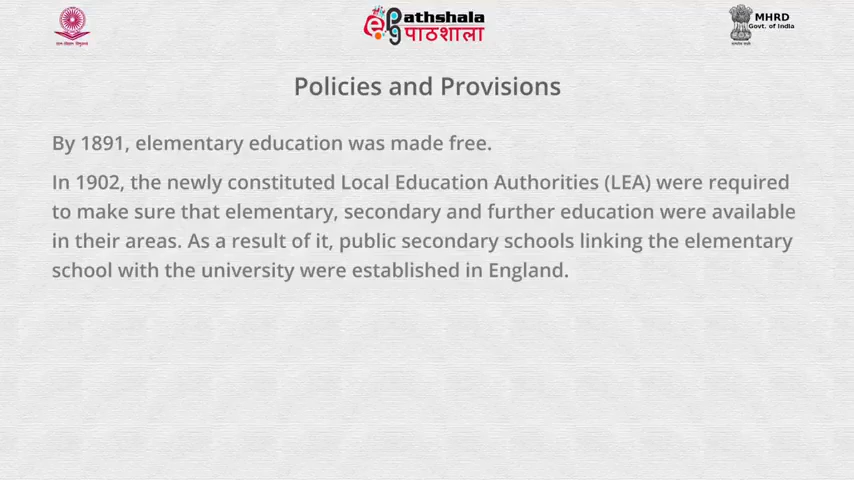 ePathshala
पाठशाला
MHRD
Govt. of India
Policies and Provisions
By 1891, elementary education was made free.
In 1902, the newly constituted Local Education Authorities (LEA) were required
to make sure that elementary, secondary and further education were available
in their areas. As a result of it, public secondary schools linking the elementary
school with the university were established in England.